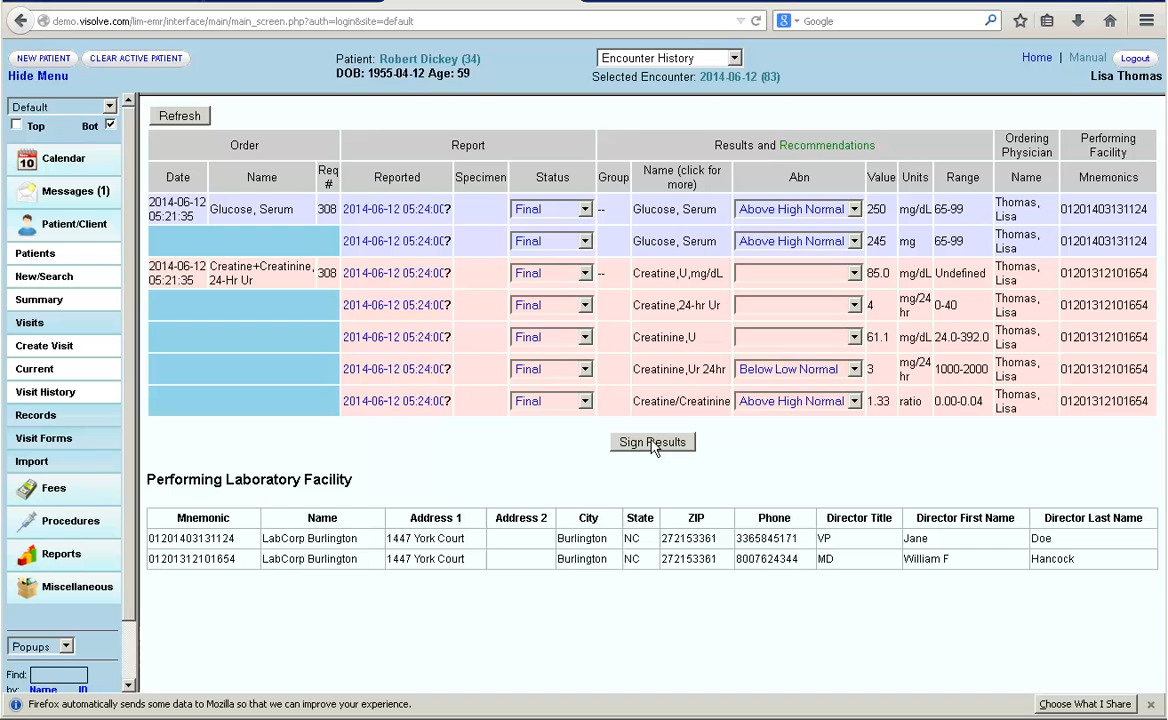 demo.visolve.com/lim-emr/interface/main/main_screen.php?auth=login&site=default
Google
NEW PATIENT
CLEAR ACTIVE PATIENT
Hide Menu
Patient: Robert Dickey (34)
DOB: 1955-04-12 Age: 59
Encounter History
Selected Encounter: 2014-06-12 (83)
Home | Manual Logout
Lisa Thomas
Default
Top Bot
Calendar
Messages (1)
Patient/Client
Patients
New/Search
Summary
Visits
Create Visit
Current
Visit History
Records
Visit Forms
Import
Fees
Procedures
Reports
Miscellaneous
Popups
Find:
by: Name ID
Refresh
Order Report Results and Recommendations Ordering Physician Performing Facility
Date Name Req # Reported Specimen Status Group Name (click for more) Abn Value Units Range Name Mnemonics
2014-06-12 05:21:35 Glucose, Serum 308 2014-06-12 05:24:00? Final -- Glucose, Serum Above High Normal 250 mg/dL 65-99 Thomas, Lisa 01201403131124
2014-06-12 05:24:00? Final Glucose, Serum Above High Normal 245 mg 65-99 Thomas, Lisa 01201403131124
2014-06-12 05:21:35 Creatine+Creatinine, 24-Hr Ur 308 2014-06-12 05:24:00? Final -- Creatine,U,mg/dL 85.0 mg/dL Undefined Thomas, Lisa 01201312101654
2014-06-12 05:24:00? Final Creatine,24-hr Ur 4 mg/24 hr 0-40 Thomas, Lisa 01201312101654
2014-06-12 05:24:00? Final Creatinine,U 61.1 mg/dL 24.0-392.0 Thomas, Lisa 01201312101654
2014-06-12 05:24:00? Final Creatinine,Ur 24hr Below Low Normal 3 mg/24 hr 1000-2000 Thomas, Lisa 01201312101654
2014-06-12 05:24:00? Final Creatine/Creatinine Above High Normal 1.33 ratio 0.00-0.04 Thomas, Lisa 01201312101654
Sign Results
Performing Laboratory Facility
Mnemonic Name Address 1 Address 2 City State ZIP Phone Director Title Director First Name Director Last Name
01201403131124 LabCorp Burlington 1447 York Court Burlington NC 272153361 3365845171 VP Jane Doe
01201312101654 LabCorp Burlington 1447 York Court Burlington NC 272153361 8007624344 MD William F Hancock
Firefox automatically sends some data to Mozilla so that we can improve your experience.
Choose What I Share